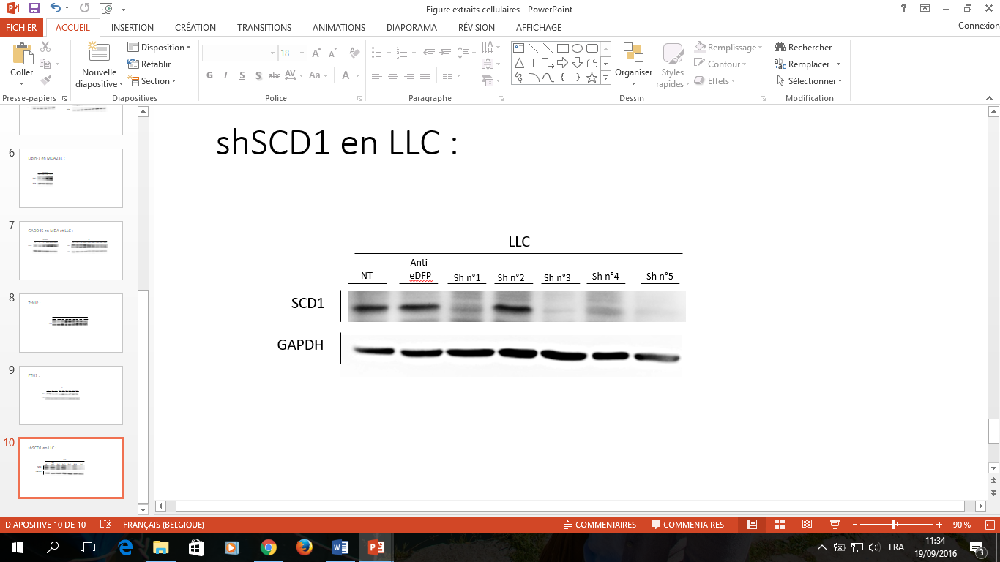 Figure extraits cellulaires - PowerPoint
?
FICHIER ACCUEIL INSERTION CRÉATION TRANSITIONS ANIMATIONS DIAPORAMA RÉVISION AFFICHAGE Connexion
Coller
Presse-papiers
Nouvelle diapositive
Disposition
Rétablir
Section
Diapositives
18
G I S S abc AV Aa A
Police
Paragraphe
Organiser
Styles rapides
Remplissage
Contour
Effets
Dessin
Rechercher
Remplacer
Sélectionner
Modification
6
Lipin-1 en MDA231 :
7
GADD45 en MDA et LLC :
8
TxNIP :
9
FTH1 :
10
shSCD1 en LLC :
shSCD1 en LLC :
LLC
NT
Anti-
eDFP
Sh n°1 Sh n°2 Sh n°3 Sh n°4 Sh n°5
SCD1
GAPDH
DIAPOSITIVE 10 DE 10 FRANÇAIS (BELGIQUE) COMMENTAIRES COMMENTAIRES 90 %
FRA
11:34
19/09/2016
3